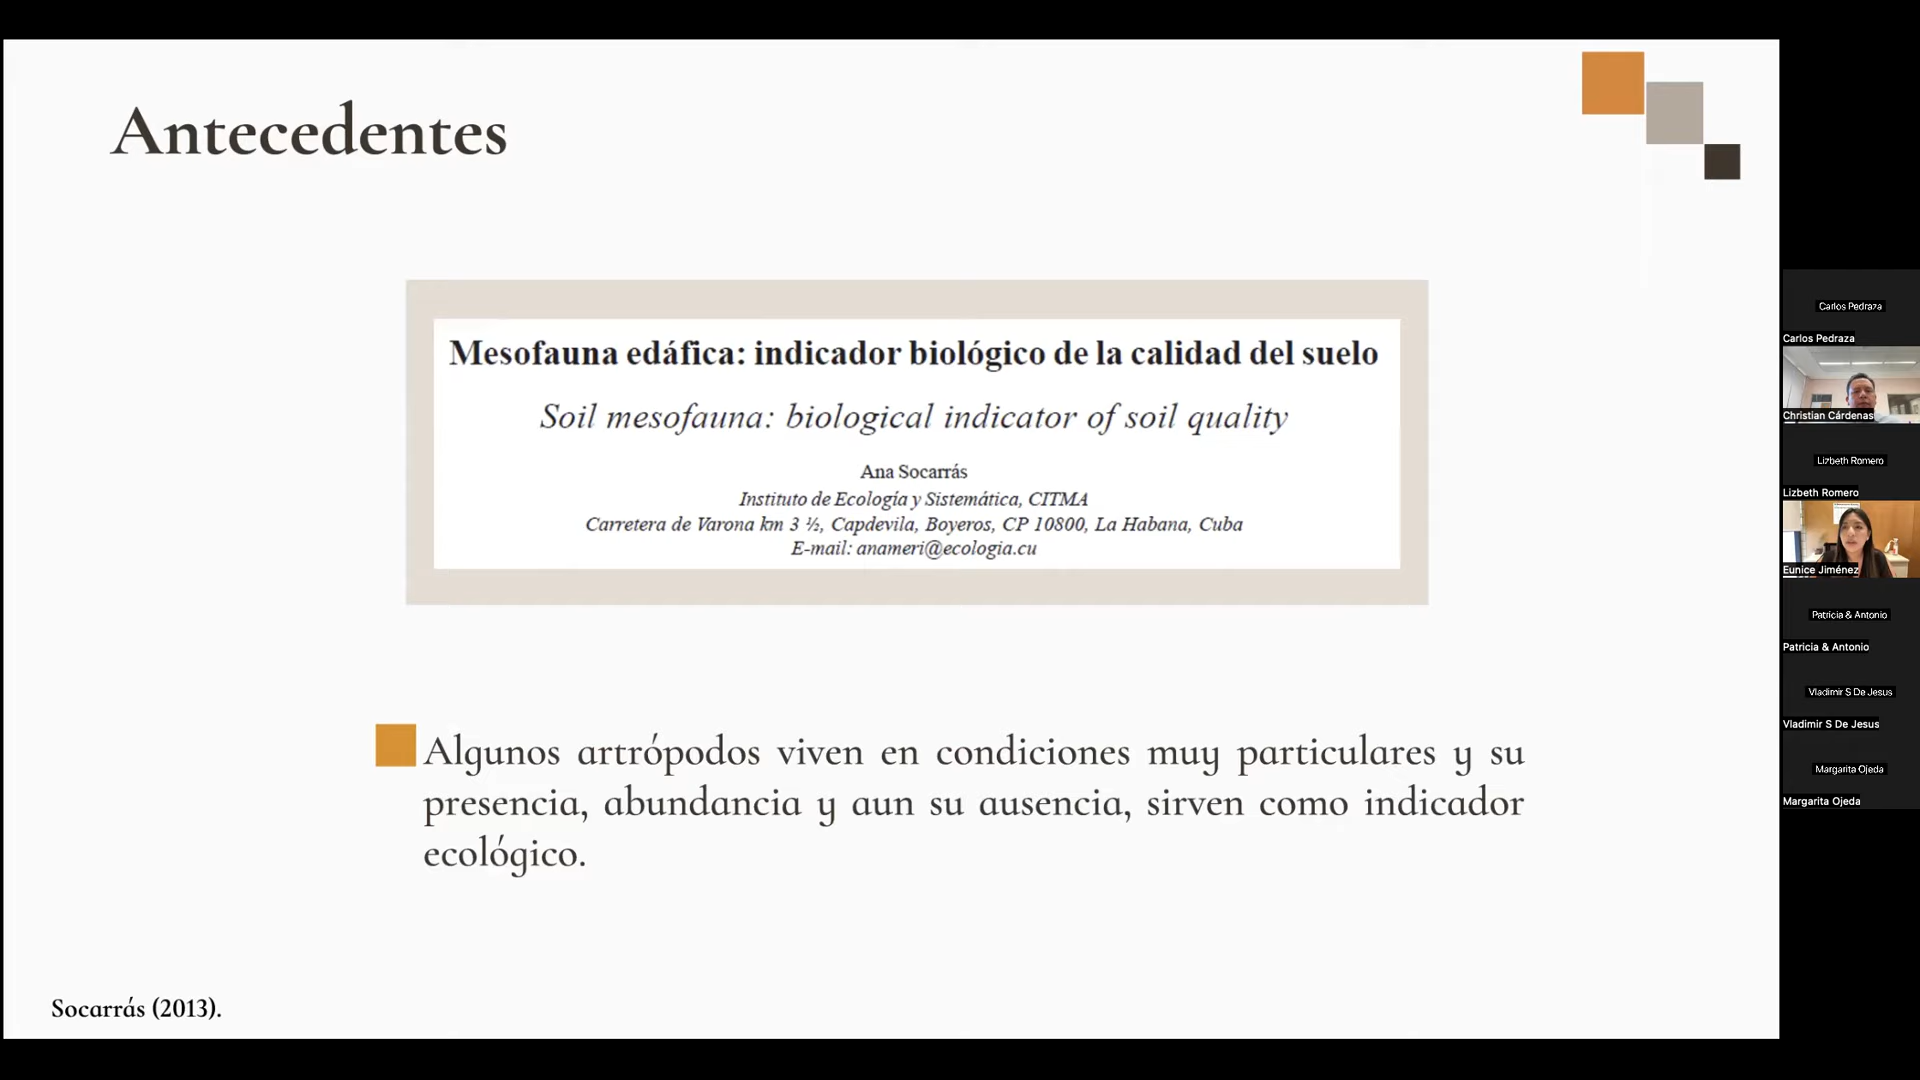 Antecedentes
Mesofauna edáfica: indicador biológico de la calidad del suelo
Soil mesofauna: biological indicator of soil quality
Ana Socarrás
Instituto de Ecología y Sistemática, CITMA
Carretera de Varona km 3 ½, Capdevila, Boyeros, CP 10800, La Habana, Cuba
E-mail: anameri@ecologia.cu
Algunos artrópodos viven en condiciones muy particulares y su
presencia, abundancia y aun su ausencia, sirven como indicador
ecológico.
Socarrás (2013).
Carlos Pedraza
Carlos Pedraza
Christian Cárdenas
Lizbeth Romero
Lizbeth Romero
Eunice Jiménez
Patricia & Antonio
Patricia & Antonio
Vladimir S De Jesus
Vladimir S De Jesus
Margarita Ojeda
Margarita Ojeda